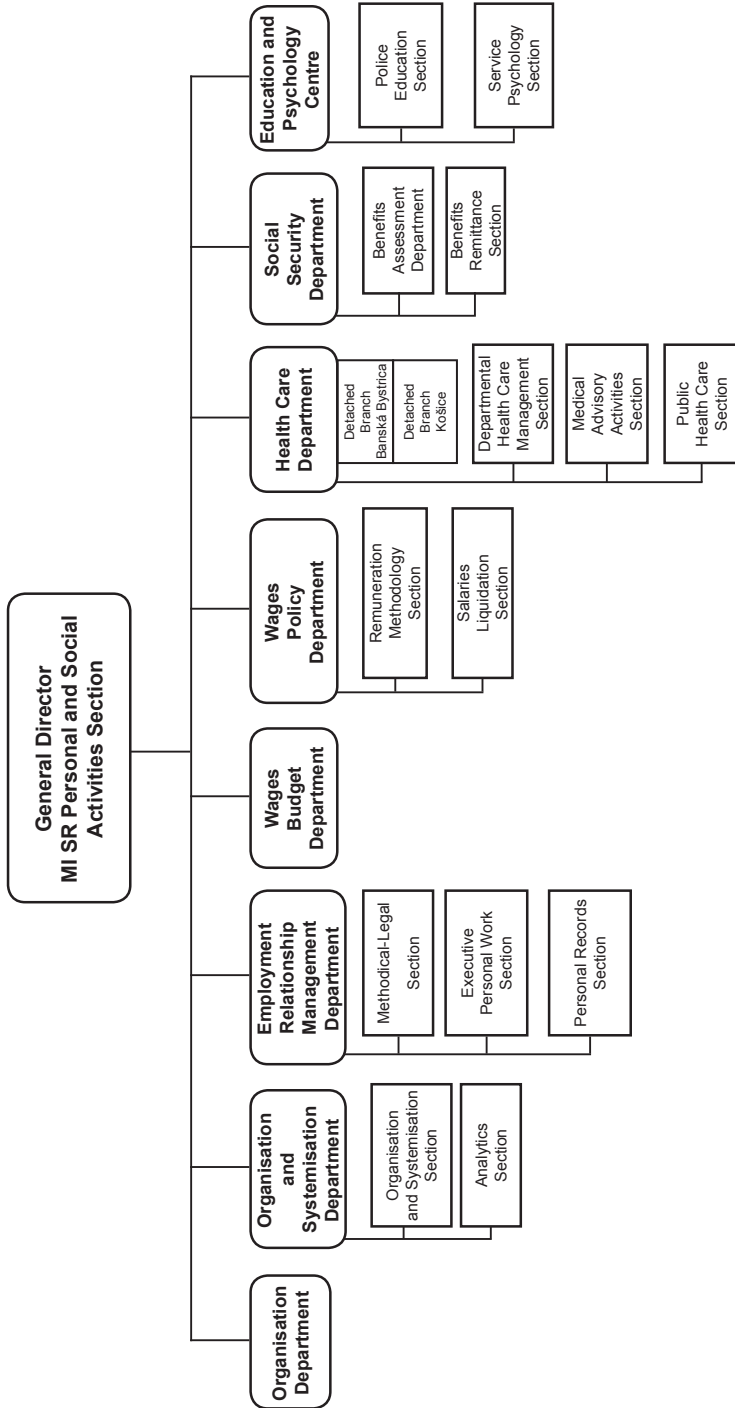 General Director
MI SR Personal and Social
Activities Section
Organisation
Department
Organisation
and
Systemisation
Department
Organisation
and Systemisation
Section
Analytics
Section
Employment
Relationship
Management
Department
Methodical-Legal
Section
Executive
Personal Work
Section
Personal Records
Section
Wages
Budget
Department
Wages
Policy
Department
Remuneration
Methodology
Section
Salaries
Liquidation
Section
Health Care
Department
Detached
Branch
Banská Bystrica
Detached
Branch
Košice
Departmental
Health Care
Management
Section
Medical
Advisory
Activities
Section
Public
Health Care
Section
Social
Security
Department
Benefits
Assessment
Department
Benefits
Remittance
Section
Education and
Psychology
Centre
Police
Education
Section
Service
Psychology
Section